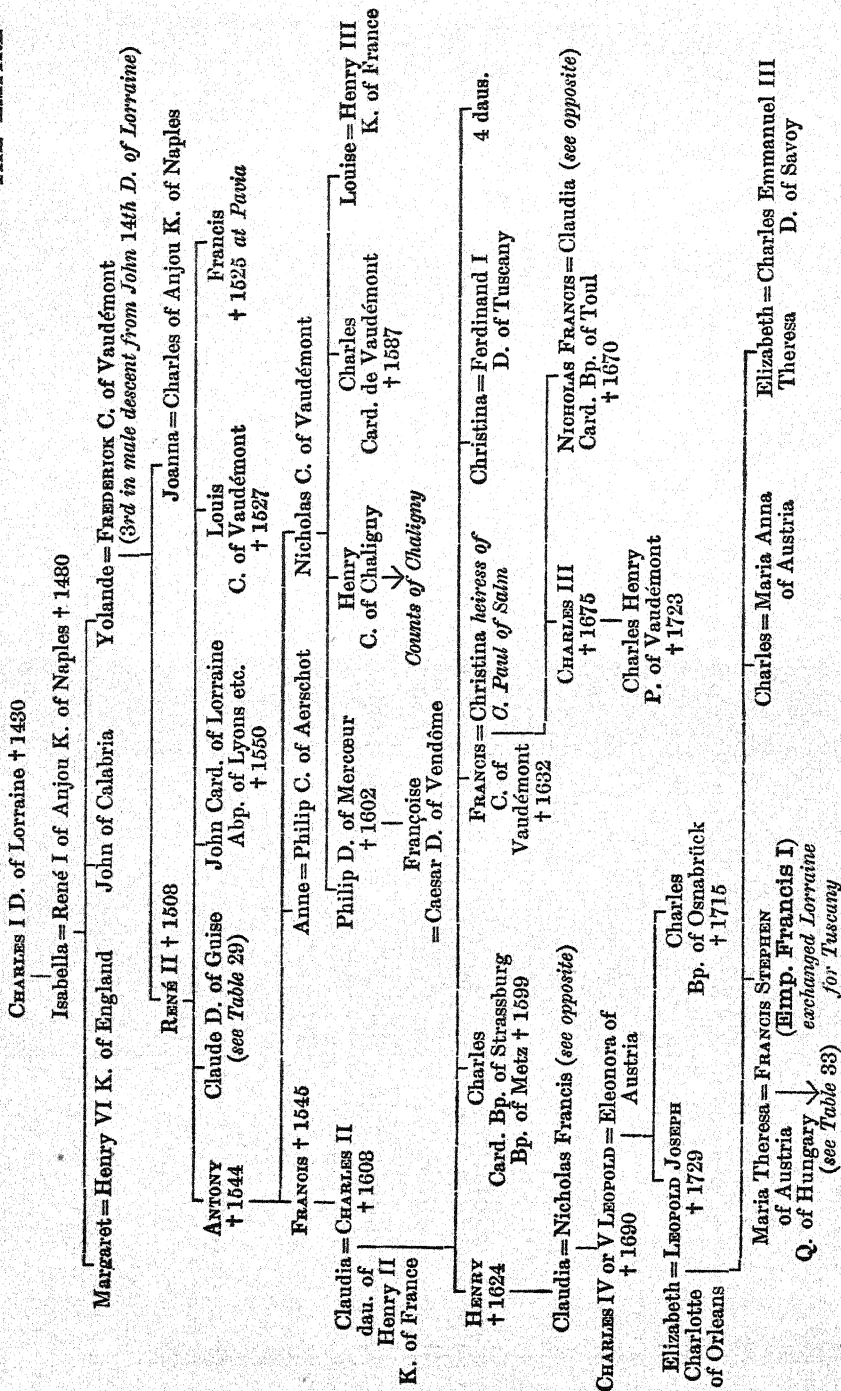 CHARLES I D. of Lorraine † 1430
Isabella = René I of Anjou K. of Naples † 1480
Margaret = Henry VI K. of England
John of Calabria
Yolande = FREDERICK C. of Vaudémont
(3rd in male descent from John 14th D. of Lorraine)
RENÉ II † 1508
Joanna = Charles of Anjou K. of Naples
ANTONY
† 1544
Claude D. of Guise
(see Table 29)
John Card. of Lorraine
Abp. of Lyons etc.
† 1550
Louis
C. of Vaudémont
† 1527
Francis
† 1525 at Pavia
FRANCIS † 1545
Anne = Philip C. of Aerschot
Nicholas C. of Vaudémont
Claudia = CHARLES II
dau. of
† 1608
Henry II
K. of France
Philip D. of Mercœur
† 1602
Henry
C. of Chaligny
Counts of Chaligny
Charles
Card. de Vaudémont
† 1587
Louise = Henry III
K. of France
Françoise
= Caesar D. of Vendôme
HENRY
† 1624
Charles
Card. Bp. of Strassburg
Bp. of Metz † 1599
FRANCIS = Christina heiress of
C. of
C. Paul of Salm
Vaudémont
† 1632
Christina = Ferdinand I
D. of Tuscany
4 daus.
Claudia = Nicholas Francis (see opposite)
CHARLES III
† 1675
NICHOLAS FRANCIS = Claudia (see opposite)
Card. Bp. of Toul
† 1670
CHARLES IV or V LEOPOLD = Eleonora of
† 1690
Austria
Charles Henry
P. of Vaudémont
† 1723
Elizabeth = LEOPOLD JOSEPH
Charlotte
† 1729
of Orleans
Charles
Bp. of Osnabrück
† 1715
Maria Theresa = FRANCIS STEPHEN
of Austria
(Emp. Francis I)
Q. of Hungary
exchanged Lorraine
(see Table 33)
for Tuscany
Charles = Maria Anna
of Austria
Elizabeth = Charles Emmanuel III
Theresa
D. of Savoy